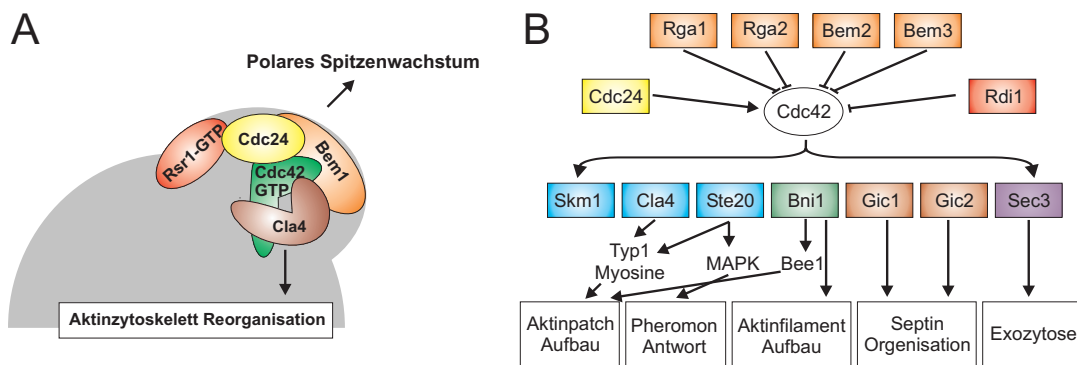 A
Polares Spitzenwachstum
Rsr1-GTP
Cdc24
Bem1
Cdc42
GTP
Cla4
Aktinzytoskelett Reorganisation
B
Rga1
Rga2
Bem2
Bem3
Cdc24
Cdc42
Rdi1
Skm1
Cla4
Ste20
Bni1
Gic1
Gic2
Sec3
Typ1
Myosine
MAPK
Bee1
Aktinpatch
Aufbau
Pheromon
Antwort
Aktinfilament
Aufbau
Septin
Orgenisation
Exozytose